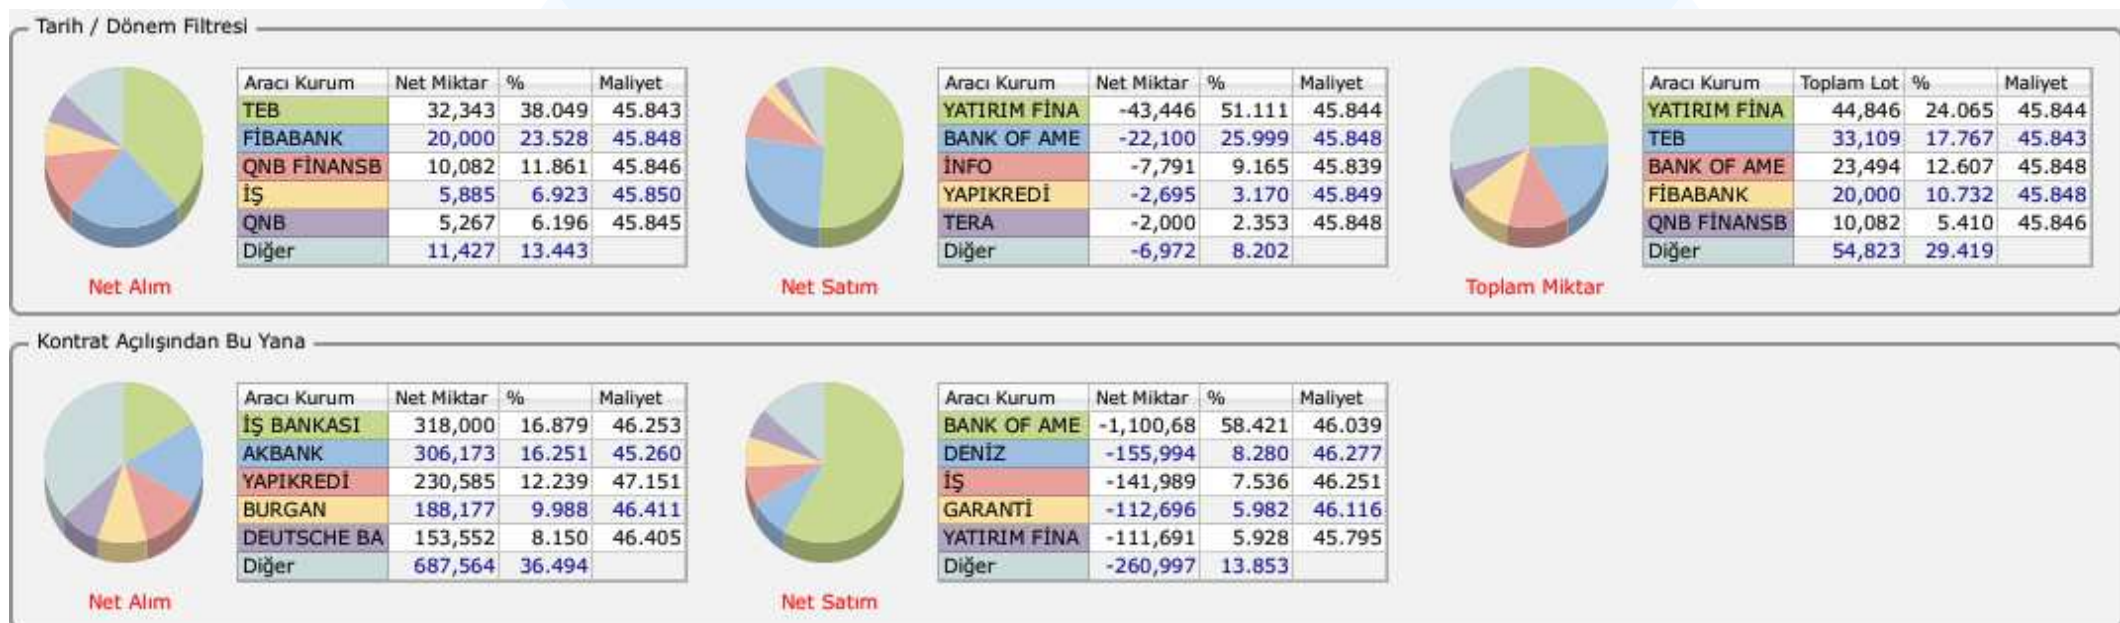 Tarih / Dönem Filtresi
Aracı Kurum Net Miktar % Maliyet
TEB 32,343 38.049 45.843
FİBABANK 20,000 23.528 45.848
QNB FİNANSB 10,082 11.861 45.846
İŞ 5,885 6.923 45.850
QNB 5,267 6.196 45.845
Diğer 11,427 13.443
Net Alım
Aracı Kurum Net Miktar % Maliyet
YATIRIM FİNA -43,446 51.111 45.844
BANK OF AME -22,100 25.999 45.848
İNFO -7,791 9.165 45.839
YAPIKREDİ -2,695 3.170 45.849
TERA -2,000 2.353 45.848
Diğer -6,972 8.202
Net Satım
Aracı Kurum Toplam Lot % Maliyet
YATIRIM FİNA 44,846 24.065 45.844
TEB 33,109 17.767 45.843
BANK OF AME 23,494 12.607 45.848
FİBABANK 20,000 10.732 45.848
QNB FİNANSB 10,082 5.410 45.846
Diğer 54,823 29.419
Toplam Miktar
Kontrat Açılışından Bu Yana
Aracı Kurum Net Miktar % Maliyet
İŞ BANKASI 318,000 16.879 46.253
AKBANK 306,173 16.251 45.260
YAPIKREDİ 230,585 12.239 47.151
BURGAN 188,177 9.988 46.411
DEUTSCHE BA 153,552 8.150 46.405
Diğer 687,564 36.494
Net Alım
Aracı Kurum Net Miktar % Maliyet
BANK OF AME -1,100,68 58.421 46.039
DENİZ -155,994 8.280 46.277
İŞ -141,989 7.536 46.251
GARANTİ -112,696 5.982 46.116
YATIRIM FİNA -111,691 5.928 45.795
Diğer -260,997 13.853
Net Satım